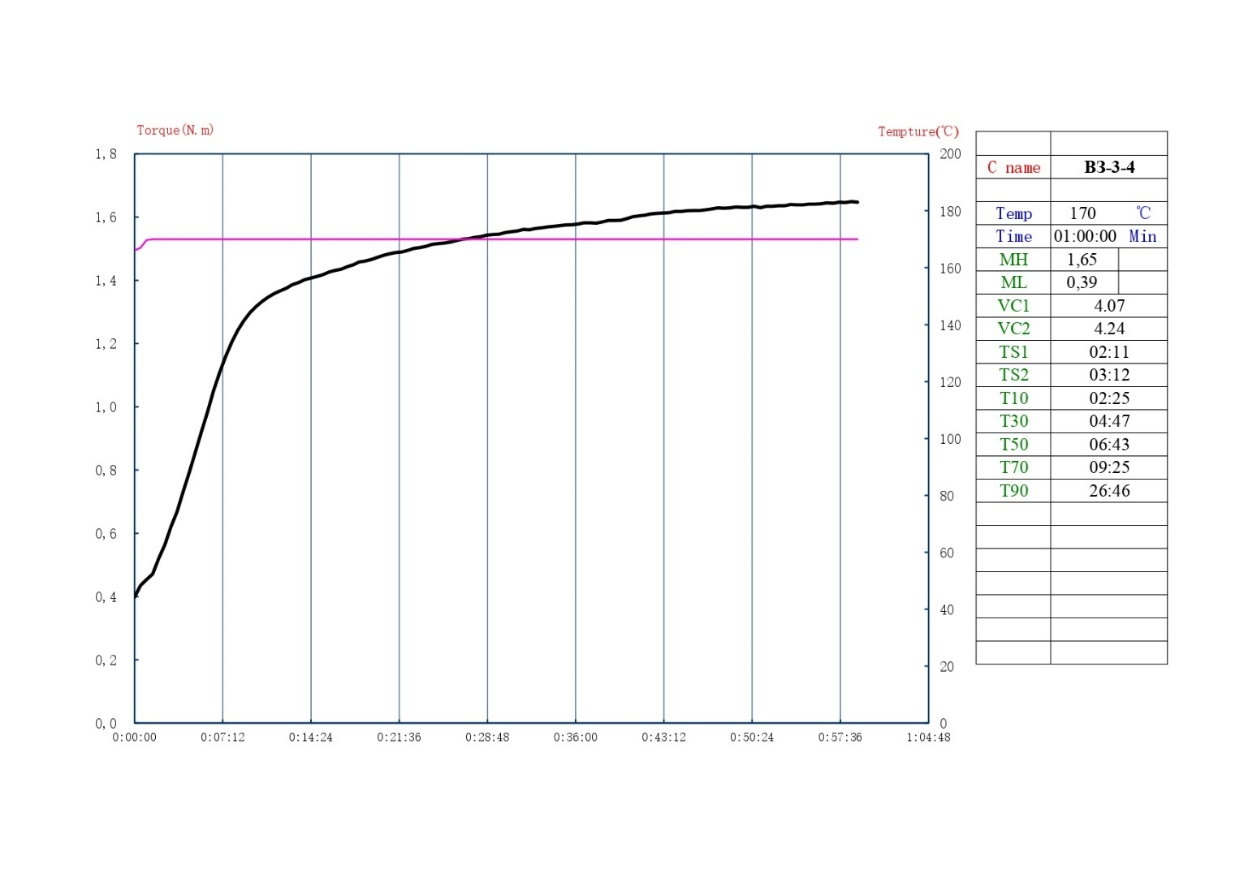 Torque(N.m)
Tempture(℃)
1,8
1,6
1,4
1,2
1,0
0,8
0,6
0,4
0,2
0,0
200
180
160
140
120
100
80
60
40
20
0
0:00:00 0:07:12 0:14:24 0:21:36 0:28:48 0:36:00 0:43:12 0:50:24 0:57:36 1:04:48
C name ВЗ-3-4
Temp 170 ℃
Time 01:00:00 Min
MH 1,65
ML 0,39
VC1 4.07
VC2 4.24
TS1 02:11
TS2 03:12
T10 02:25
T30 04:47
T50 06:43
T70 09:25
T90 26:46